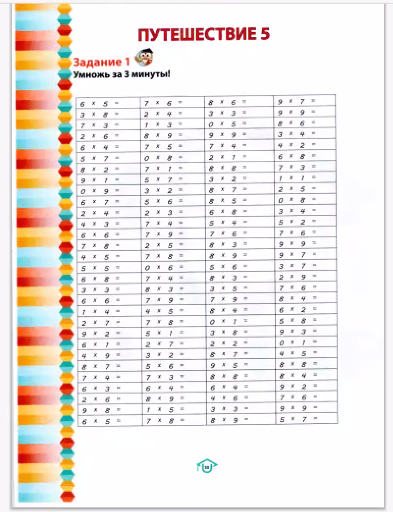 ПУТЕШЕСТВИЕ 5
Задание 1
Умножь за 3 минуты!
6 × 5 = 7 × 6 = 8 × 6 = 9 × 7 =
3 × 8 = 2 × 4 = 3 × 3 = 9 × 9 =
7 × 3 = 1 × 3 = 0 × 5 = 8 × 6 =
2 × 6 = 8 × 9 = 9 × 9 = 3 × 4 =
6 × 4 = 7 × 5 = 7 × 4 = 4 × 2 =
5 × 7 = 0 × 8 = 2 × 1 = 6 × 8 =
8 × 2 = 7 × 1 = 8 × 8 = 7 × 3 =
9 × 1 = 5 × 7 = 3 × 2 = 1 × 1 =
0 × 9 = 3 × 2 = 8 × 7 = 2 × 5 =
6 × 7 = 5 × 6 = 8 × 5 = 0 × 8 =
2 × 4 = 2 × 3 = 6 × 8 = 3 × 4 =
4 × 3 = 7 × 4 = 5 × 4 = 5 × 2 =
6 × 6 = 7 × 9 = 7 × 6 = 7 × 6 =
7 × 8 = 2 × 5 = 8 × 3 = 9 × 9 =
4 × 5 = 7 × 8 = 8 × 9 = 9 × 7 =
5 × 5 = 0 × 6 = 5 × 6 = 3 × 7 =
6 × 8 = 7 × 4 = 8 × 3 = 2 × 9 =
3 × 3 = 8 × 3 = 3 × 5 = 7 × 6 =
6 × 6 = 7 × 9 = 7 × 9 = 8 × 4 =
1 × 4 = 4 × 5 = 8 × 4 = 6 × 2 =
2 × 7 = 7 × 8 = 0 × 1 = 5 × 8 =
9 × 2 = 5 × 1 = 3 × 8 = 9 × 3 =
6 × 1 = 2 × 7 = 2 × 2 = 0 × 1 =
4 × 9 = 3 × 2 = 8 × 7 = 4 × 5 =
8 × 7 = 5 × 6 = 9 × 5 = 8 × 8 =
7 × 4 = 7 × 3 = 8 × 8 = 8 × 4 =
6 × 3 = 6 × 4 = 6 × 4 = 9 × 2 =
2 × 6 = 8 × 9 = 4 × 6 = 7 × 6 =
9 × 8 = 1 × 5 = 3 × 3 = 9 × 9 =
6 × 5 = 7 × 8 = 8 × 9 = 5 × 7 =